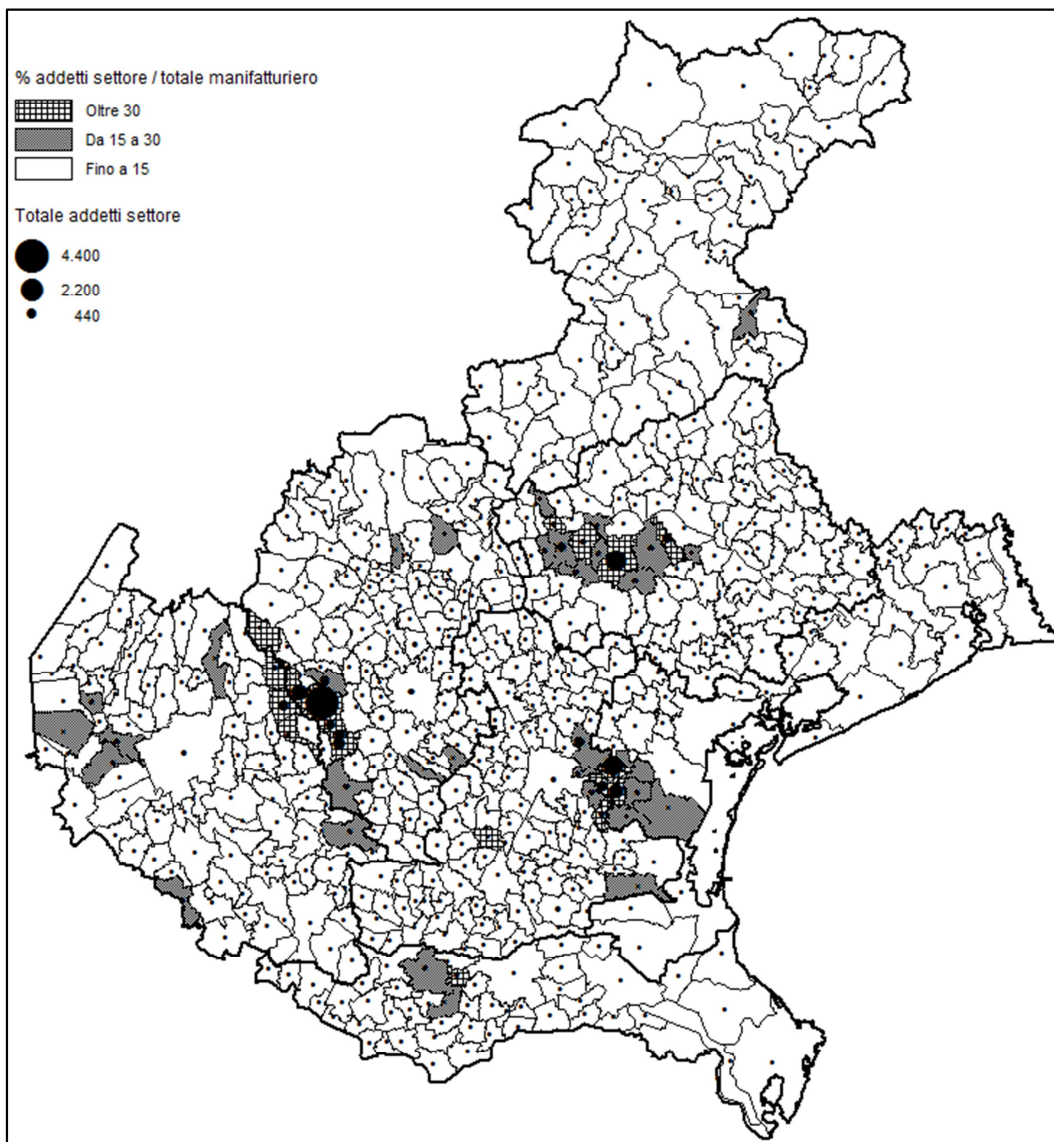 % addetti settore / totale manifatturiero
Oltre 30
Da 15 a 30
Fino a 15
Totale addetti settore
4.400
2.200
440